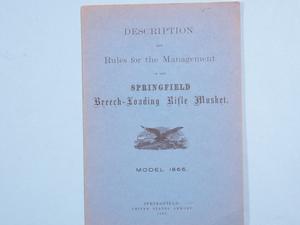 DESCRIPTION
AND
Rules for the Management
OF THE
SPRINGFIELD
Breech-Loading Rifle Musket.
MODEL 1866.
SPRINGFIELD:
UNITED STATES ARMORY.